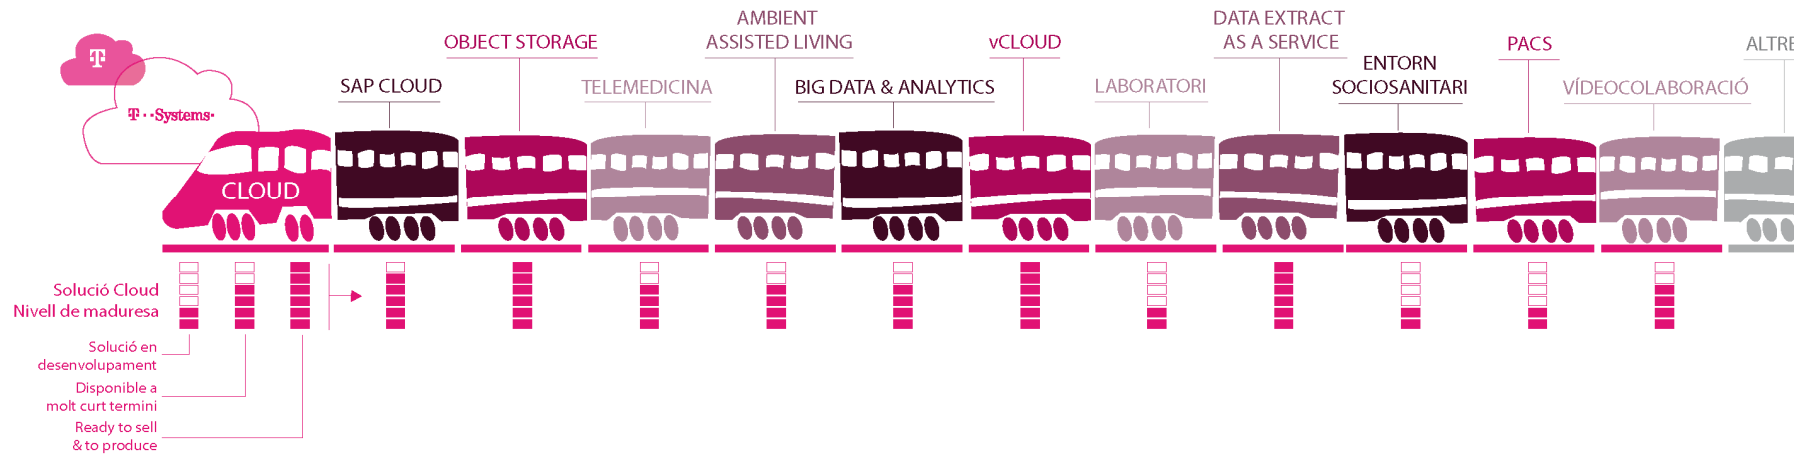 T
T··Systems·
CLOUD
SAP CLOUD
OBJECT STORAGE
TELEMEDICINA
AMBIENT
ASSISTED LIVING
BIG DATA & ANALYTICS
vCLOUD
LABORATORI
DATA EXTRACT
AS A SERVICE
ENTORN
SOCIOSANITARI
PACS
VÍDEOCOLABORACIÓ
ALTRE
Solució Cloud
Nivell de maduresa
Solució en
desenvolupament
Disponible a
molt curt termini
Ready to sell
& to produce